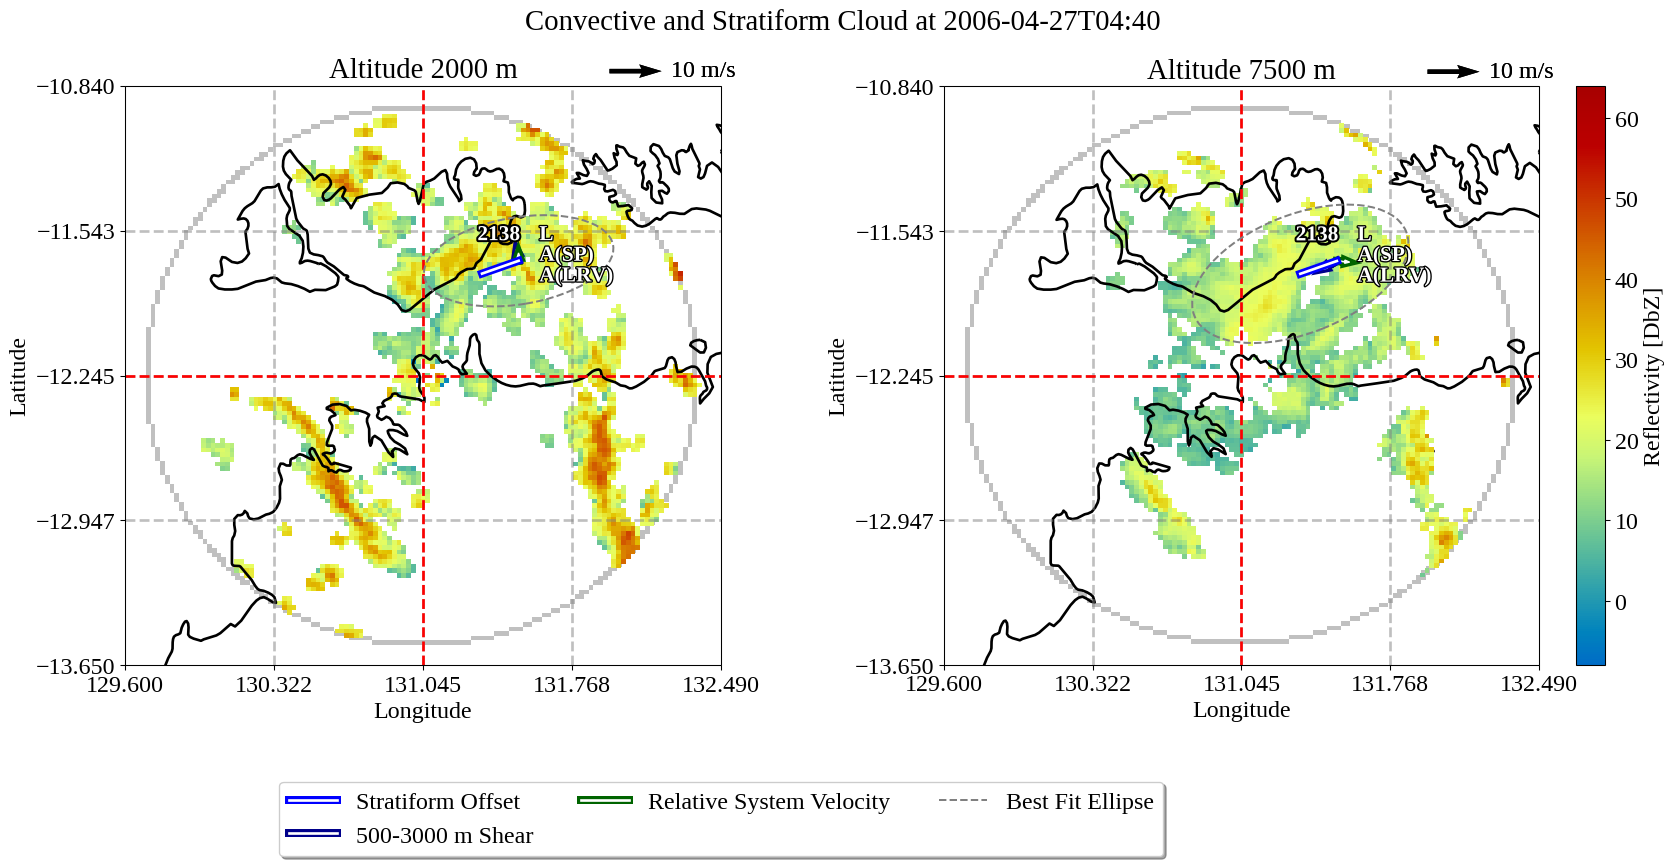 Convective and Stratiform Cloud at 2006-04-27T04:40
Altitude 2000 m
10 m/s
−10.840
−11.543
−12.245
−12.947
−13.650
129.600
130.322
131.045
131.768
132.490
Latitude
Longitude
2138
L
A(SP)
A(LRV)
Altitude 7500 m
10 m/s
−10.840
−11.543
−12.245
−12.947
−13.650
129.600
130.322
131.045
131.768
132.490
Latitude
Longitude
2138
L
A(SP)
A(LRV)
60
50
40
30
20
10
0
Reflectivity [DbZ]
Stratiform Offset
500-3000 m Shear
Relative System Velocity
Best Fit Ellipse